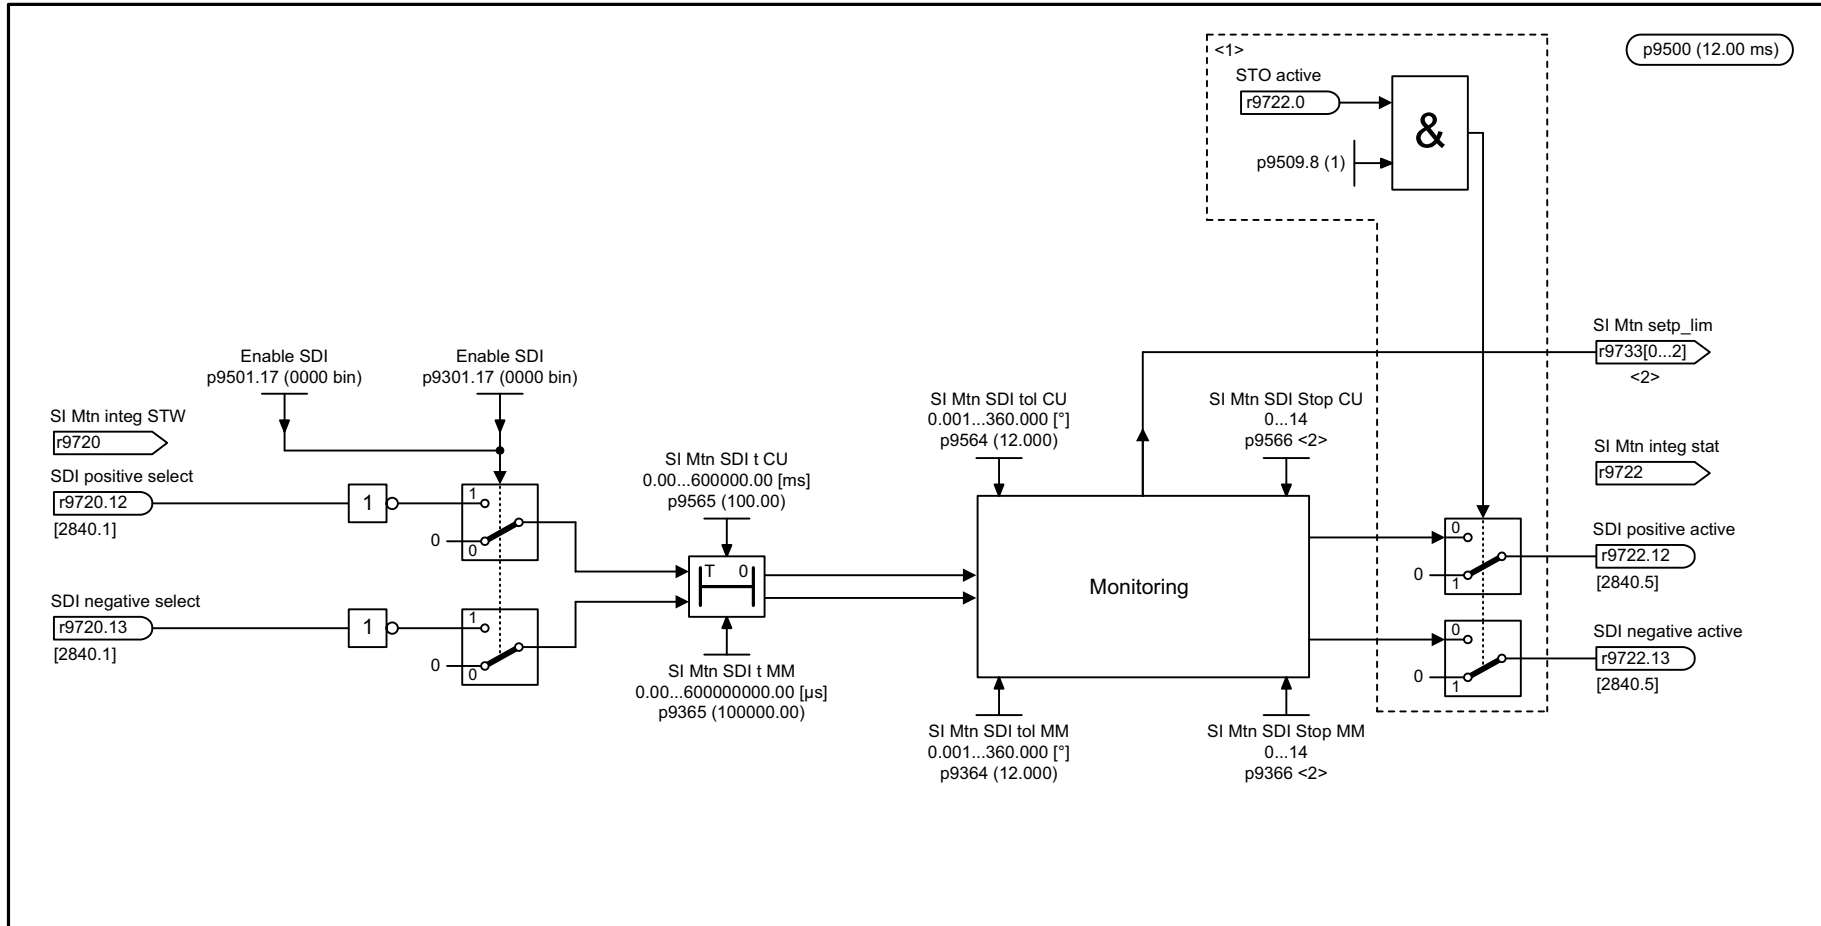 <1>
p9500 (12.00 ms)
STO active
r9722.0
&
p9509.8 (1)
SI Mtn setp_lim
r9733[0...2]
<2>
Enable SDI
p9501.17 (0000 bin)
Enable SDI
p9301.17 (0000 bin)
SI Mtn integ STW
r9720
SDI positive select
r9720.12
[2840.1]
1
1
0
0
SDI negative select
r9720.13
[2840.1]
1
1
0
0
SI Mtn SDI t CU
0.00...600000.00 [ms]
p9565 (100.00)
T 0
SI Mtn SDI t MM
0.00...600000000.00 [µs]
p9365 (100000.00)
SI Mtn SDI tol CU
0.001...360.000 [°]
p9564 (12.000)
SI Mtn SDI Stop CU
0...14
p9566 <2>
Monitoring
SI Mtn SDI tol MM
0.001...360.000 [°]
p9364 (12.000)
SI Mtn SDI Stop MM
0...14
p9366 <2>
SI Mtn integ stat
r9722
0
0
1
SDI positive active
r9722.12
[2840.5]
0
0
1
SDI negative active
r9722.13
[2840.5]